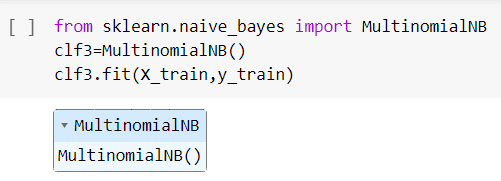 [ ] from sklearn.naive_bayes import MultinomialNB
clf3=MultinomialNB()
clf3.fit(X_train,y_train)
▾ MultinomialNB
MultinomialNB()